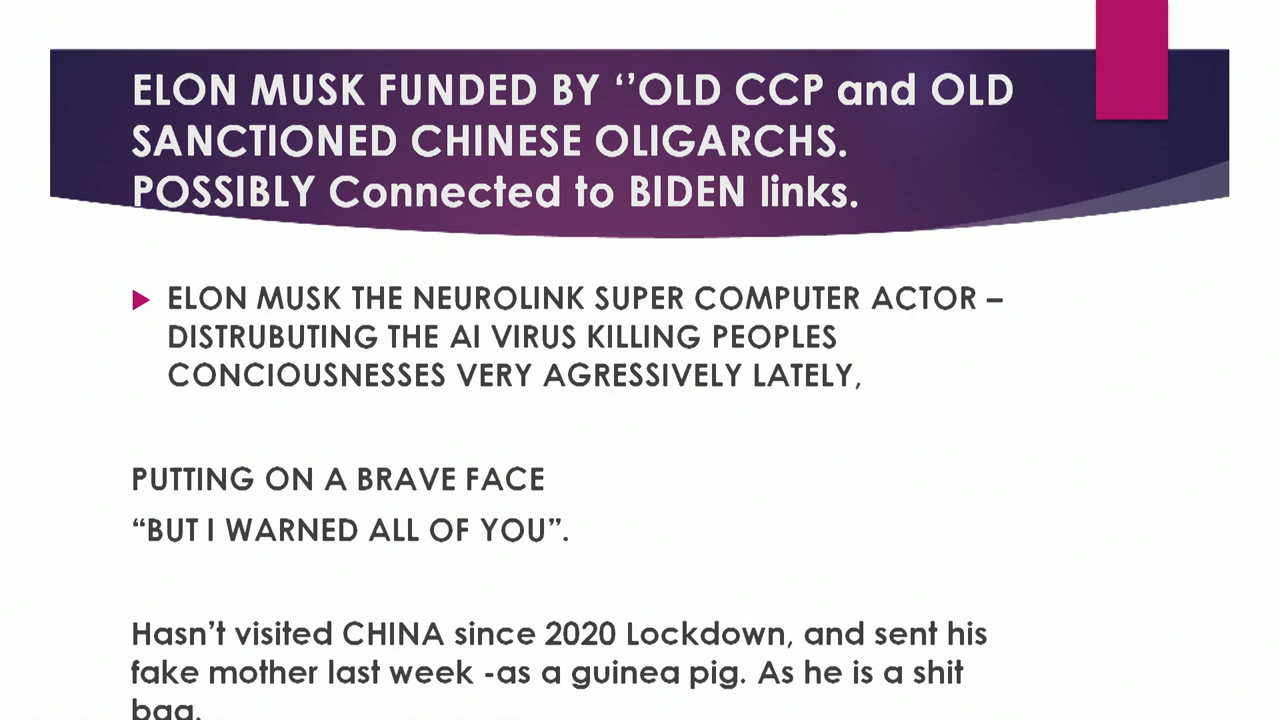 ELON MUSK FUNDED BY ‘’OLD CCP and OLD
SANCTIONED CHINESE OLIGARCHS.
POSSIBLY Connected to BIDEN links.
ELON MUSK THE NEUROLINK SUPER COMPUTER ACTOR –
DISTRUBUTING THE AI VIRUS KILLING PEOPLES
CONCIOUSNESSES VERY AGRESSIVELY LATELY,
PUTTING ON A BRAVE FACE
“BUT I WARNED ALL OF YOU”.
Hasn’t visited CHINA since 2020 Lockdown, and sent his
fake mother last week -as a guinea pig. As he is a shit
bag.